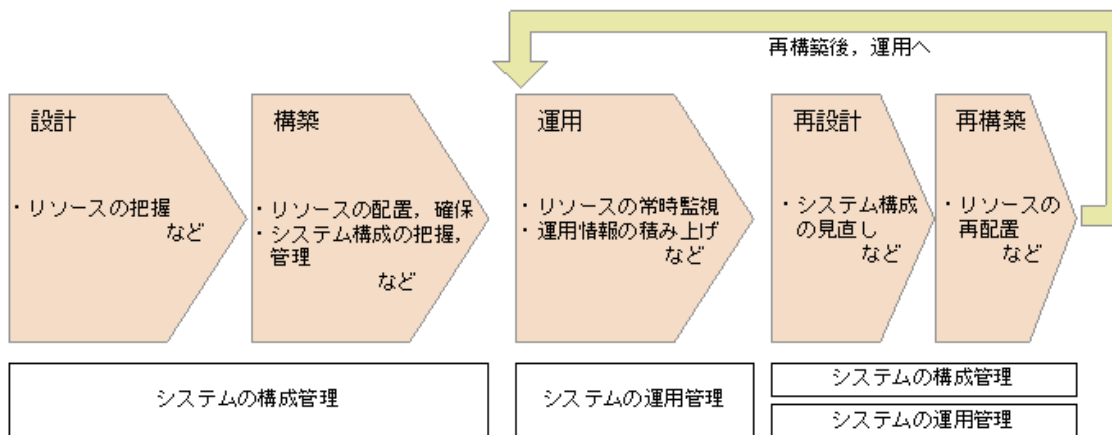 再構築後，運用へ
設計
・リソースの把握
など
構築
・リソースの配置，確保
・システム構成の把握，
管理
など
運用
・リソースの常時監視
・運用情報の積み上げ
など
再設計
・システム構成
の見直し
など
再構築
・リソースの
再配置
など
システムの構成管理
システムの運用管理
システムの構成管理
システムの運用管理